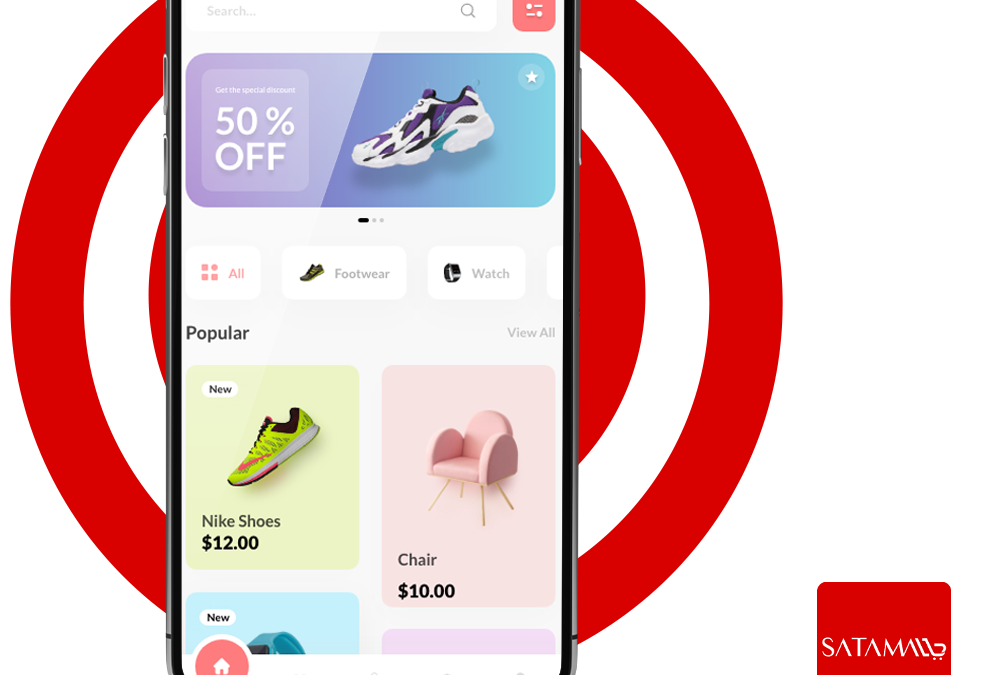 Search...
Get the special discount
50 %
OFF
All
Footwear
Watch
Popular
View All
New
Nike Shoes
$12.00
Chair
$10.00
New
SATAMALL